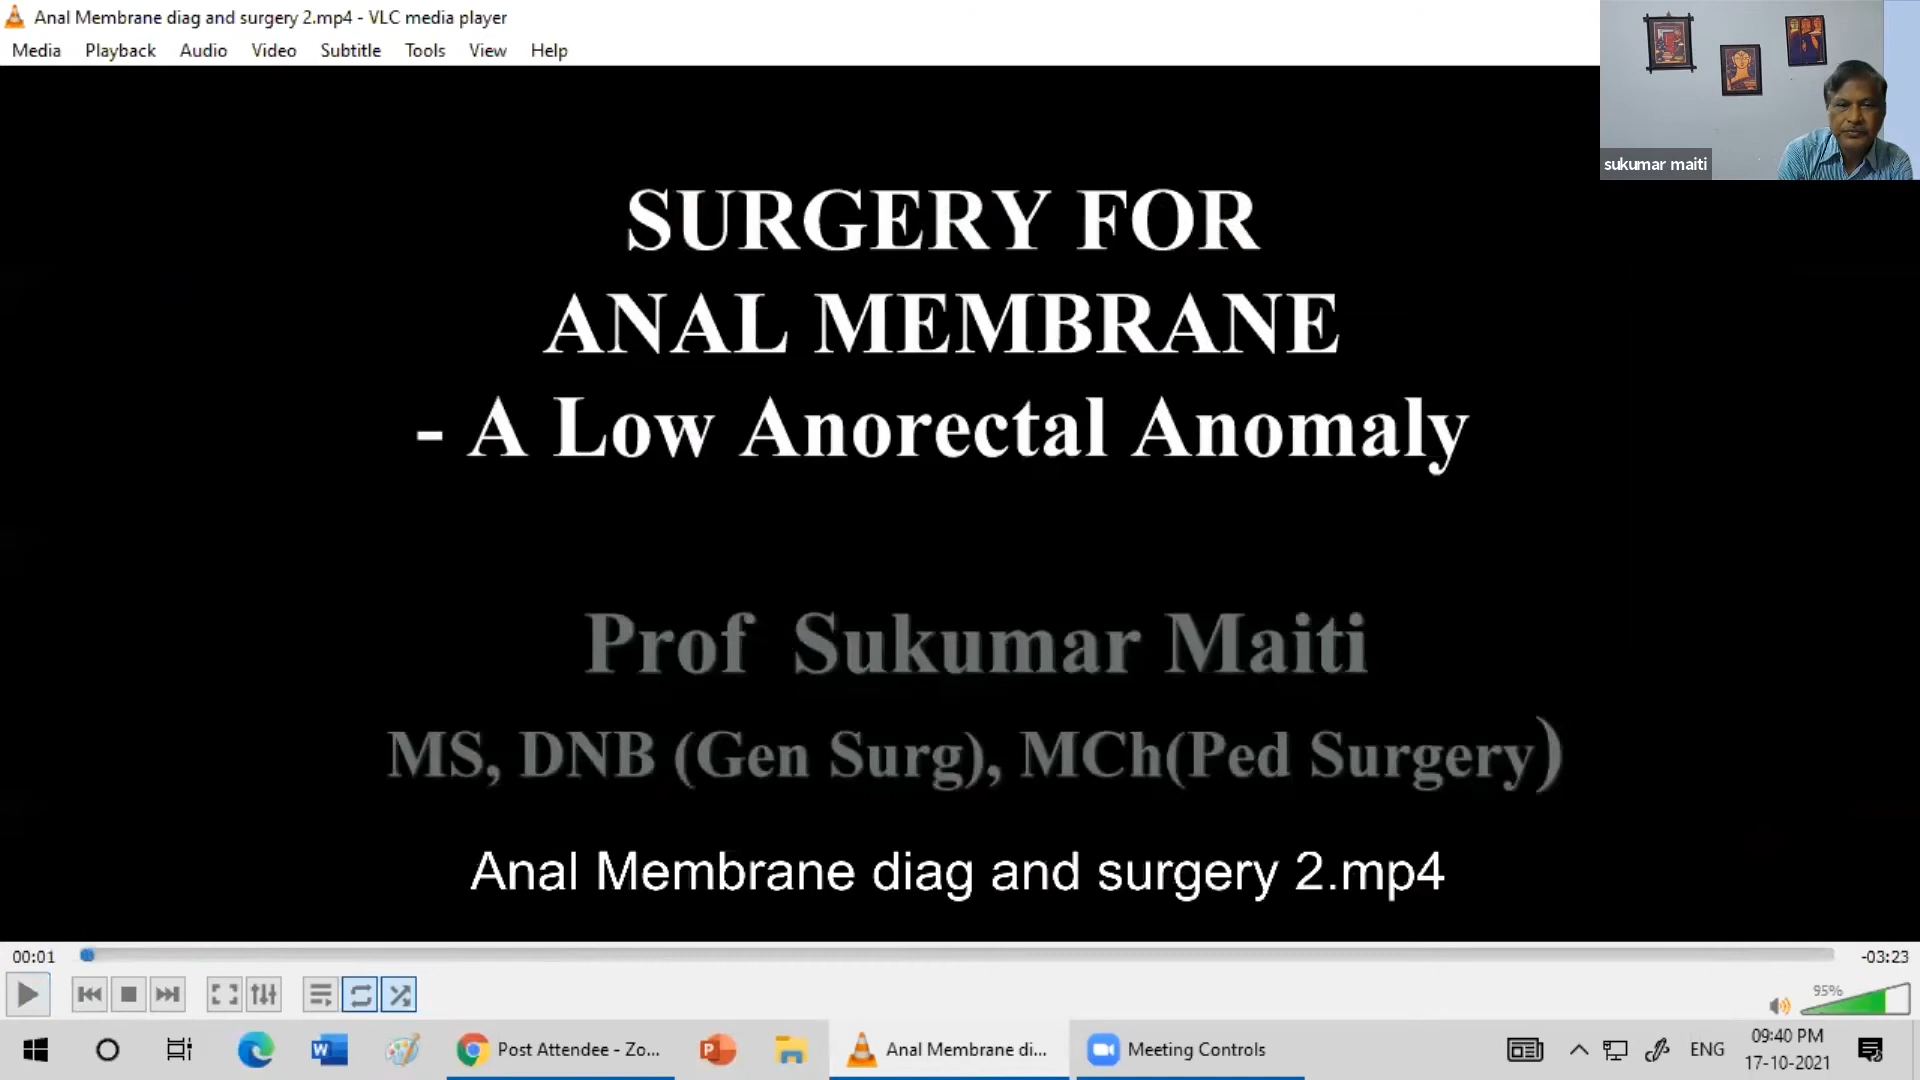 Anal Membrane diag and surgery 2.mp4 - VLC media player
Media Playback Audio Video Subtitle Tools View Help
sukumar maiti
SURGERY FOR
ANAL MEMBRANE
- A Low Anorectal Anomaly
Prof Sukumar Maiti
MS, DNB (Gen Surg), MCh(Ped Surgery)
Anal Membrane diag and surgery 2.mp4
00:01
-03:23
95%
Post Attendee - Zo...
Anal Membrane di...
Meeting Controls
ENG
09:40 PM
17-10-2021